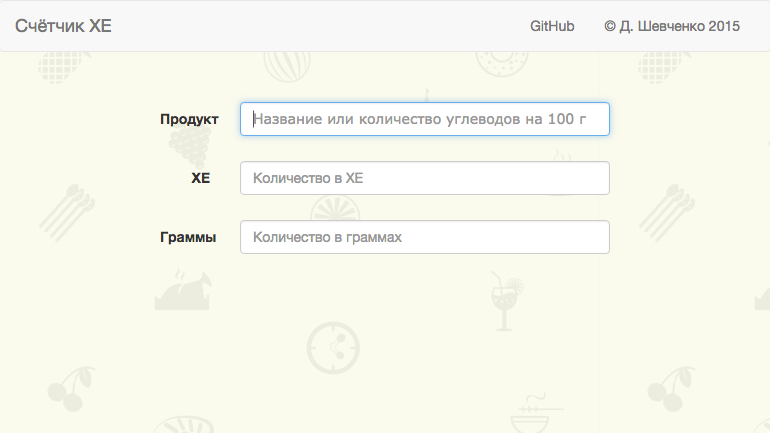 Счётчик ХЕ GitHub © Д. Шевченко 2015
Продукт Название или количество углеводов на 100 г
ХЕ Количество в ХЕ
Граммы Количество в граммах